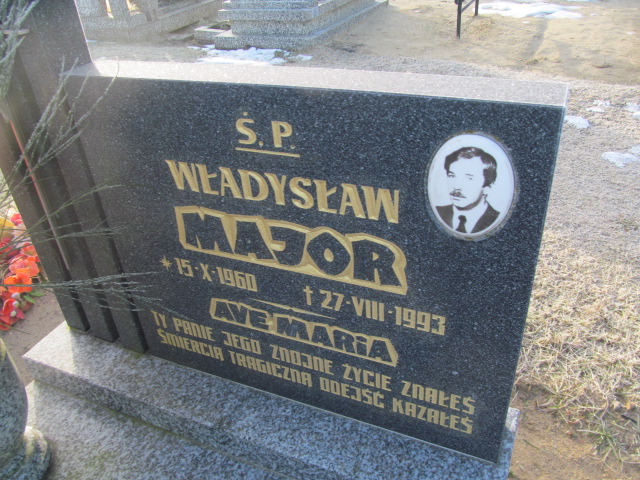 Ś.P.
WŁADYSŁAW
MAJOR
* 15-X-1960 † 27-VIII-1993
AVE MARiA
TY PANIE JEGO ZNOJNE ŻYCIE ZNAŁEŚ
ŚMIERCIĄ TRAGICZNĄ ODEJŚĆ KAZAŁEŚ